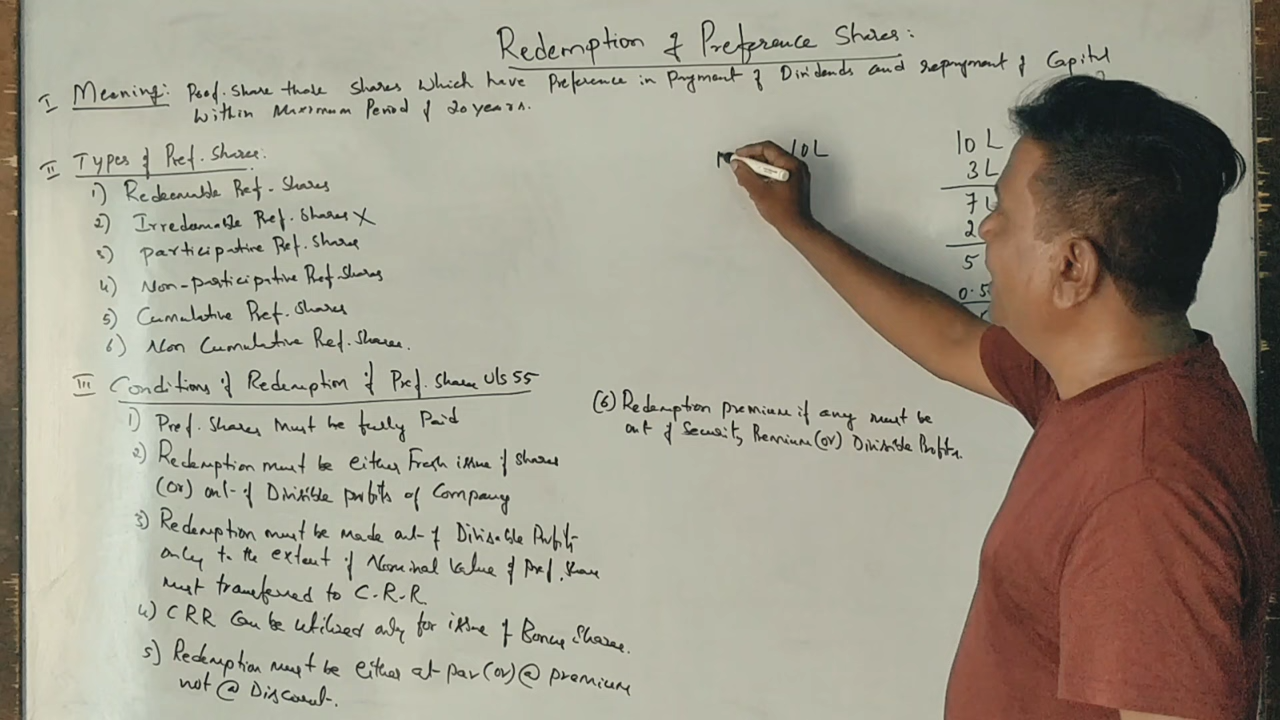 Redemption of Preference Shares:
I Meaning: Pref. Share those Shares which have Preference in Payment of Dividends and repayment of Capital
within Maximum Period of 20 years.
II Types of Pref. Shares:
1) Redeemable Pref. Shares
2) Irredamable Pref. Shares X
3) Participative Pref. Shares
4) Non-participative Pref. Shares
5) Cumulative Pref. Shares
6) Non Cumulative Pref. Shares.
III Conditions of Redemption of Pref. Share U/s 55
1) Pref. Shares Must be fully Paid
2) Redemption must be either Fresh issue of shares
(or) out of Divisible profits of Company
3) Redemption must be made out of Divisable Profits
only to the extent of Nominal Value of Pref. Share
must transferred to C.R.R.
4) CRR Can be utilized only for issue of Bonus Shares.
5) Redemption must be either at par (or) @ premium
not @ Discount.
(6) Redemption premium if any must be
out of Security Premium (or) Divisible Profits.
10 L
10 L
3 L
7 L
2
5
0.5